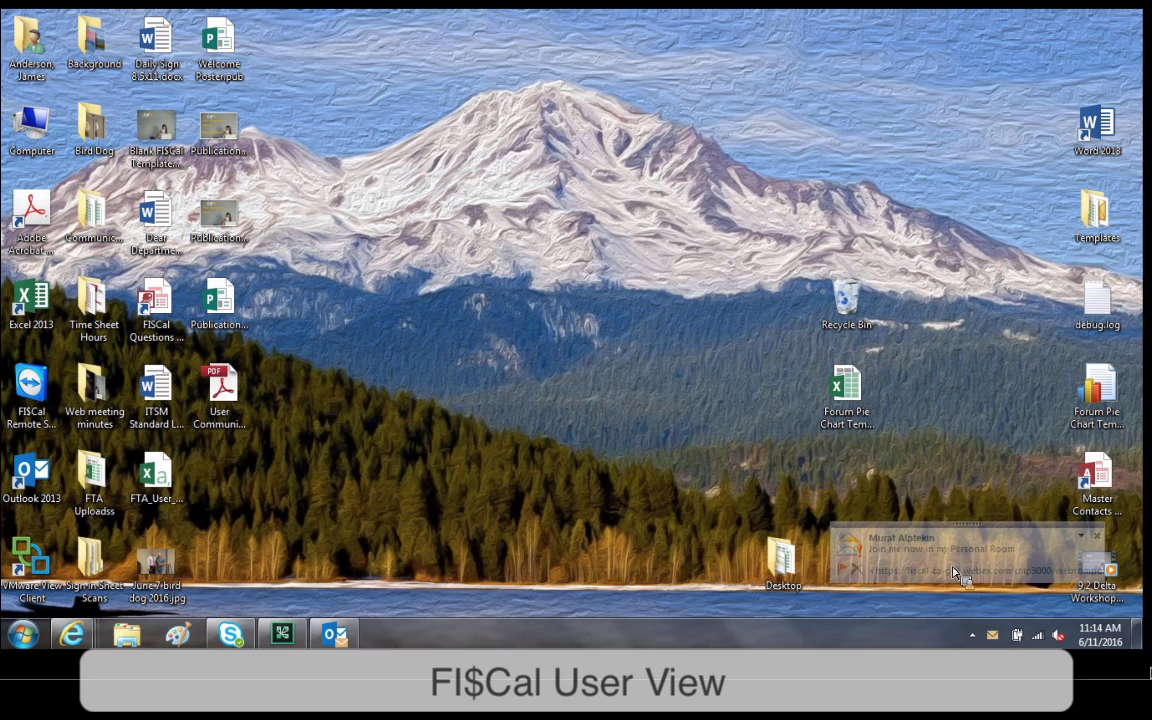 Anderson, James
Background
Daily Sign 8.5x11.docx
Welcome Poster.pub
Computer
Bird Dog
Blank FI$Cal Template...
Publication...
Word 2013
Adobe Acrobat ...
Communic...
Dear Departme...
Publication...
Templates
Excel 2013
Time Sheet Hours
FISCal Questions ...
Publication...
Recycle Bin
debug.log
FI$Cal Remote S...
Web meeting minutes
ITSM Standard L...
PDF
User Communi...
Forum Pie Chart Tem...
Forum Pie Chart Tem...
Outlook 2013
FTA Uploadss
FTA_User_...
Master Contacts ...
VMware View Client
Sign in Sheet Scans
June 7 bird dog 2016.jpg
Desktop
Murat Alptekin
Join me now in my Personal Room
9.2 Delta Workshop...
11:14 AM
6/11/2016
FI$Cal User View